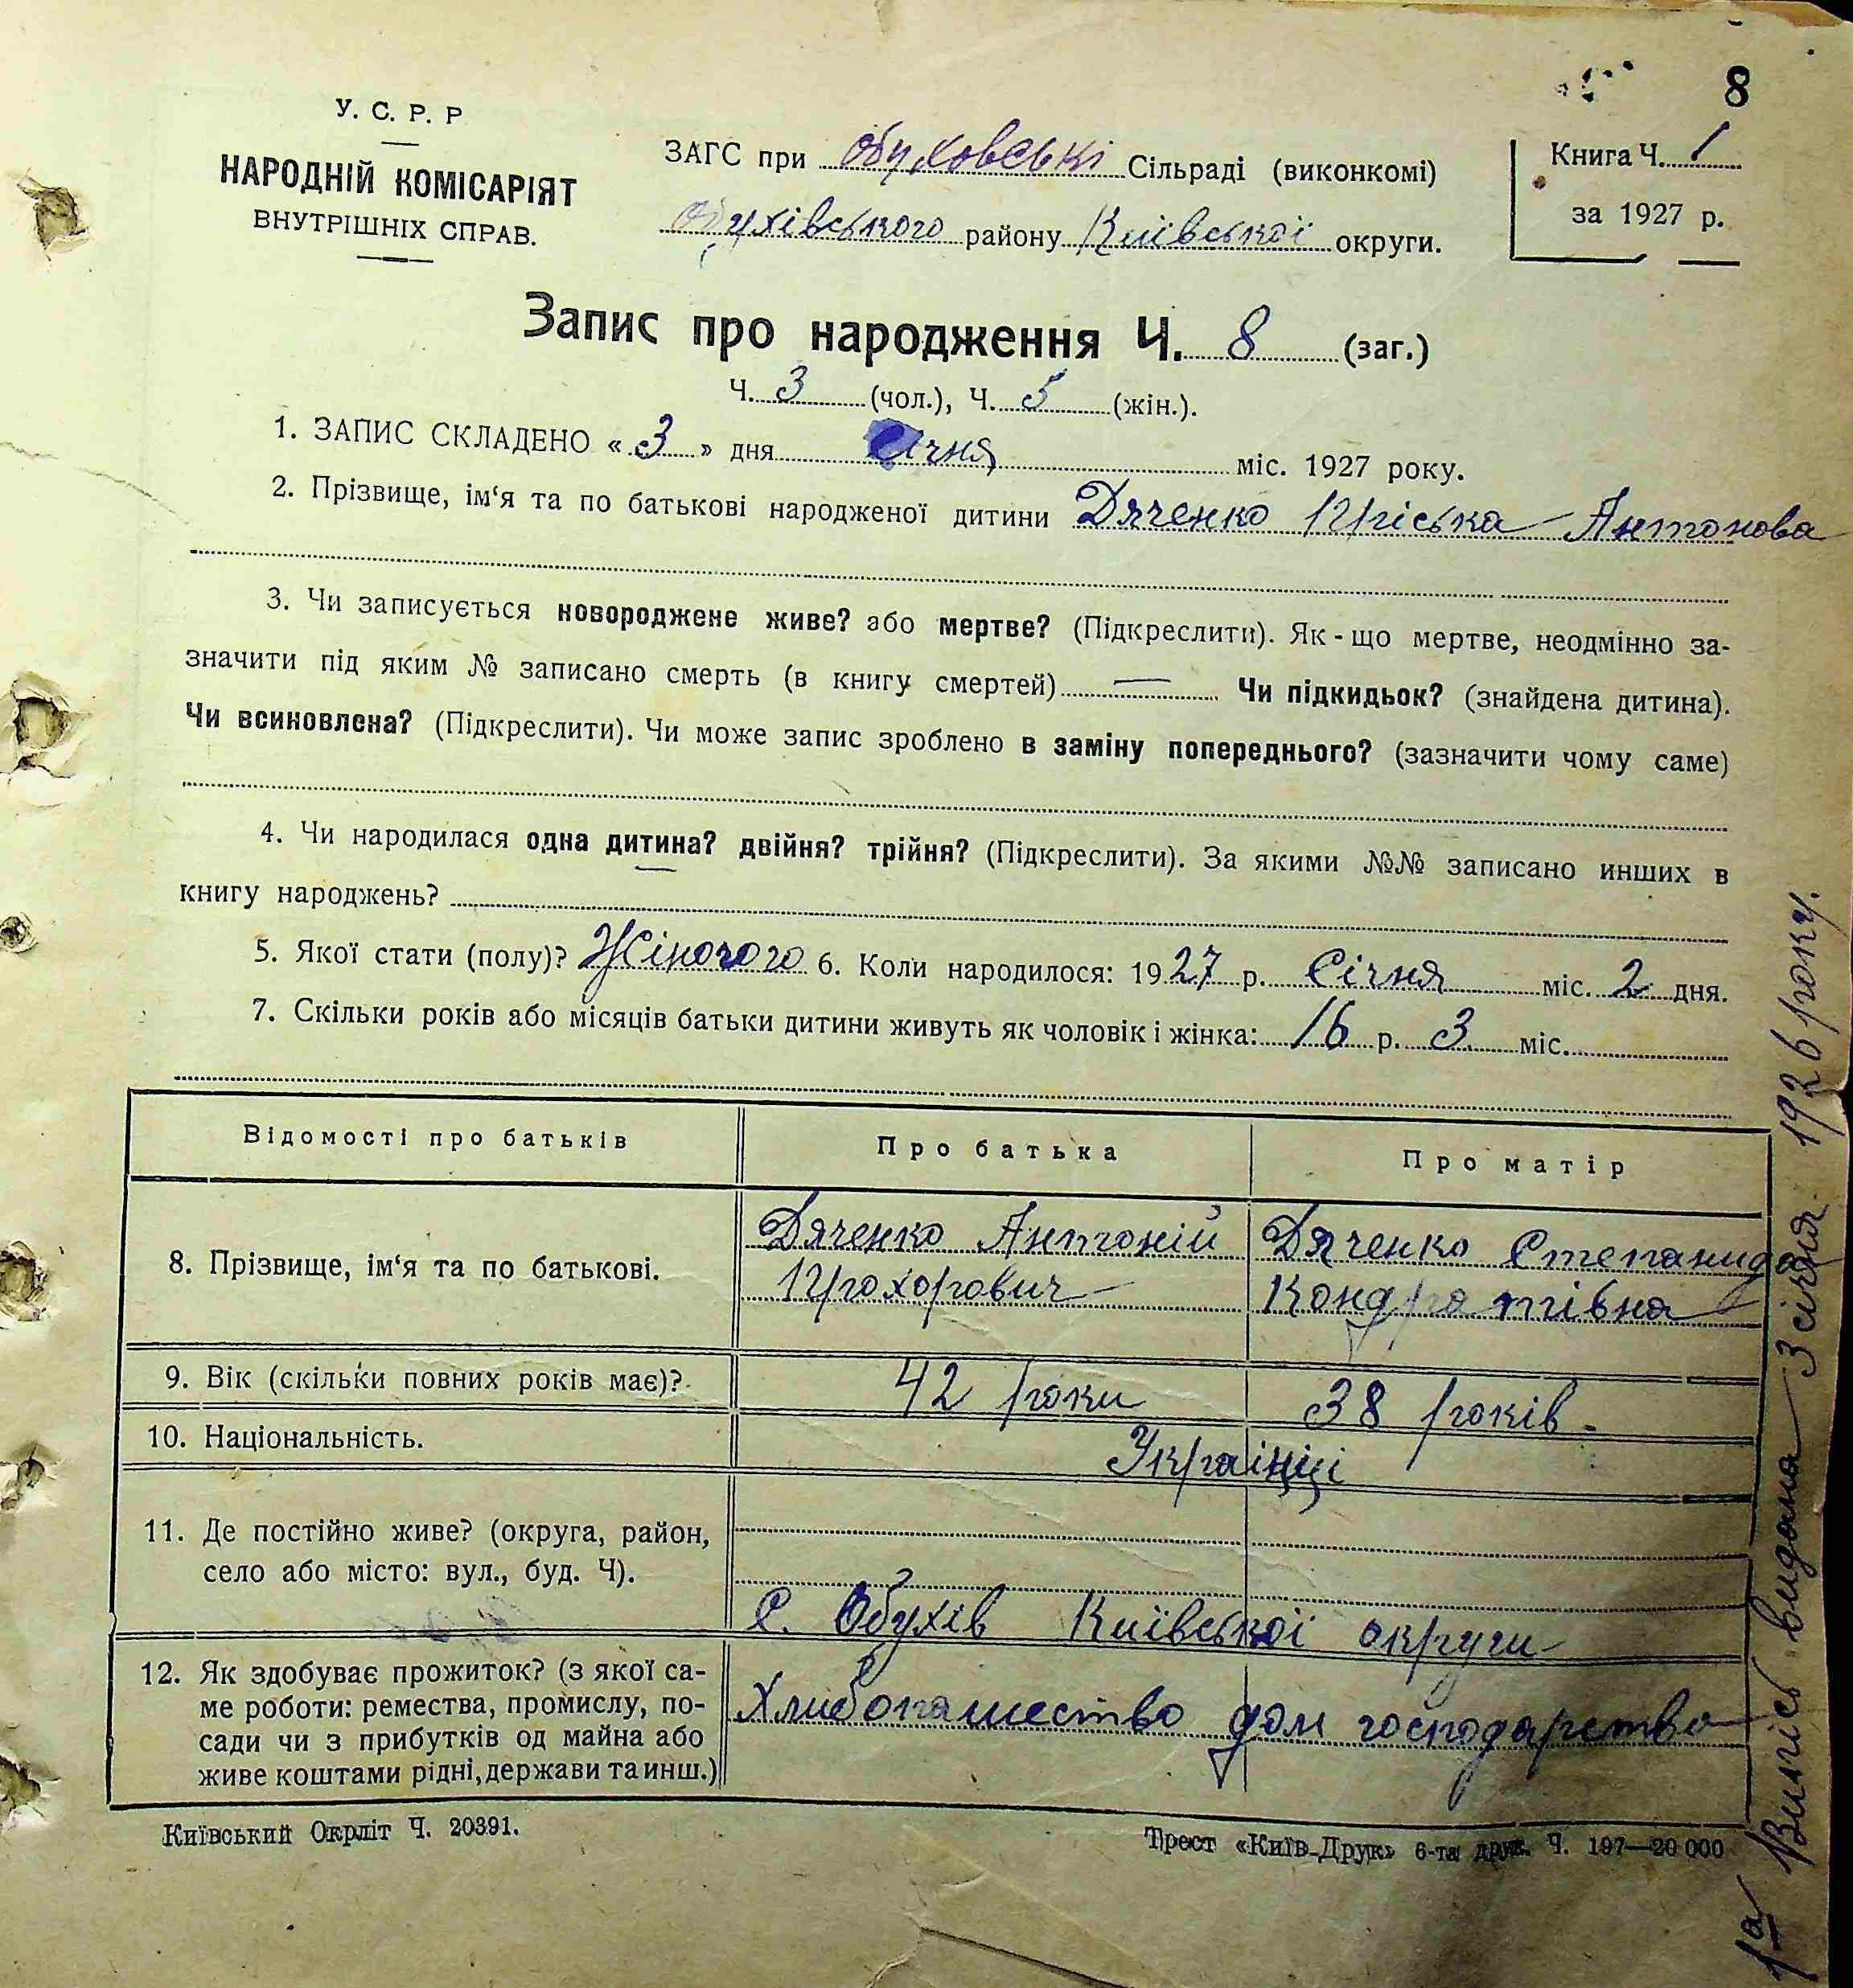 8
У. С. Р. Р
НАРОДНІЙ КОМІСАРІЯТ
ВНУТРІШНІХ СПРАВ.
ЗАГС при Обуховські Сільраді (виконкомі)
Обухівського району Київської округи.
Книга Ч. 1
за 1927 р.
Запис про народження Ч. 8 (заг.)
Ч. 3 (чол.), Ч. 5 (жін.).
1. ЗАПИС СКЛАДЕНО « 3 » дня Січня міс. 1927 року.
2. Прізвище, ім‘я та по батькові народженої дитини Дяченко Пріська Антонова
3. Чи записується новороджене живе? або мертве? (Підкреслити). Як - що мертве, неодмінно за-
значити під яким № записано смерть (в книгу смертей) — Чи підкидьок? (знайдена дитина).
Чи всиновлена? (Підкреслити). Чи може запис зроблено в заміну попереднього? (зазначити чому саме)
4. Чи народилася одна дитина? двійня? трійня? (Підкреслити). За якими №№ записано инших в
книгу народжень?
5. Якої стати (полу)? Жіночого 6. Коли народилося: 1927 р. Січня міс. 2 дня.
7. Скільки років або місяців батьки дитини живуть як чоловік і жінка: 16 р. 3 міс.
Відомості про батьків Про батька Про матір
8. Прізвище, ім‘я та по батькові.
Дяченко Антоній
Прохорович
Дяченко Степанида
Кондратівна
9. Вік (скільки повних років має)? 42 роки 38 років
10. Національність. Українці
11. Де постійно живе? (округа, район,
село або місто: вул., буд. Ч).
С. Обухів Київської округи
12. Як здобуває прожиток? (з якої са-
ме роботи: ремества, промислу, по-
сади чи з прибутків од майна або
живе коштами рідні, держави та инш.)
Хлибопашество дом господарство
Київський Окрліт Ч. 20391.
Трест «Київ-Друк» 6-та друк. Ч. 197—20 000
1а Випісь видана 3 січня 1926 року.